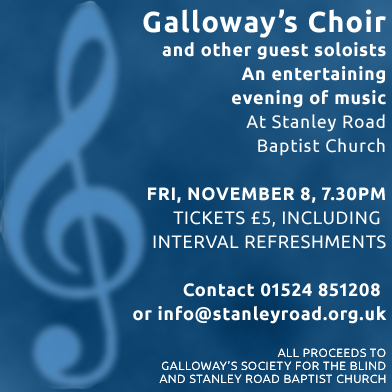 Galloway's Choir
and other guest soloists
An entertaining
evening of music
At Stanley Road
Baptist Church
FRI, NOVEMBER 8, 7.30PM
TICKETS £5, INCLUDING
INTERVAL REFRESHMENTS
Contact 01524 851208
or info@stanleyroad.org.uk
ALL PROCEEDS TO
GALLOWAY'S SOCIETY FOR THE BLIND
AND STANLEY ROAD BAPTIST CHURCH